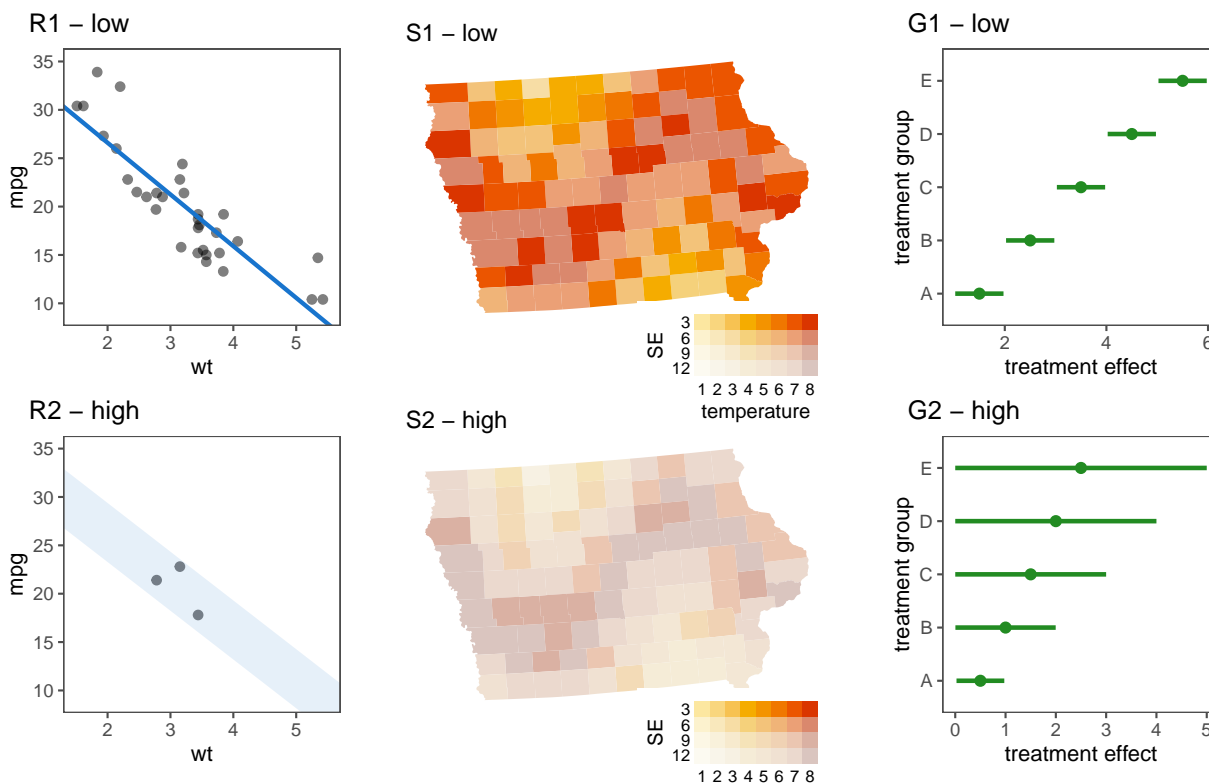 R1 – low
35
30
25
20
15
10
mpg
2 3 4 5
wt
S1 – low
SE
3
6
9
12
1 2 3 4 5 6 7 8
temperature
G1 – low
E
D
C
B
A
treatment group
2 4 6
treatment effect
R2 – high
35
30
25
20
15
10
mpg
2 3 4 5
wt
S2 – high
SE
3
6
9
12
1 2 3 4 5 6 7 8
G2 – high
E
D
C
B
A
treatment group
0 1 2 3 4 5
treatment effect